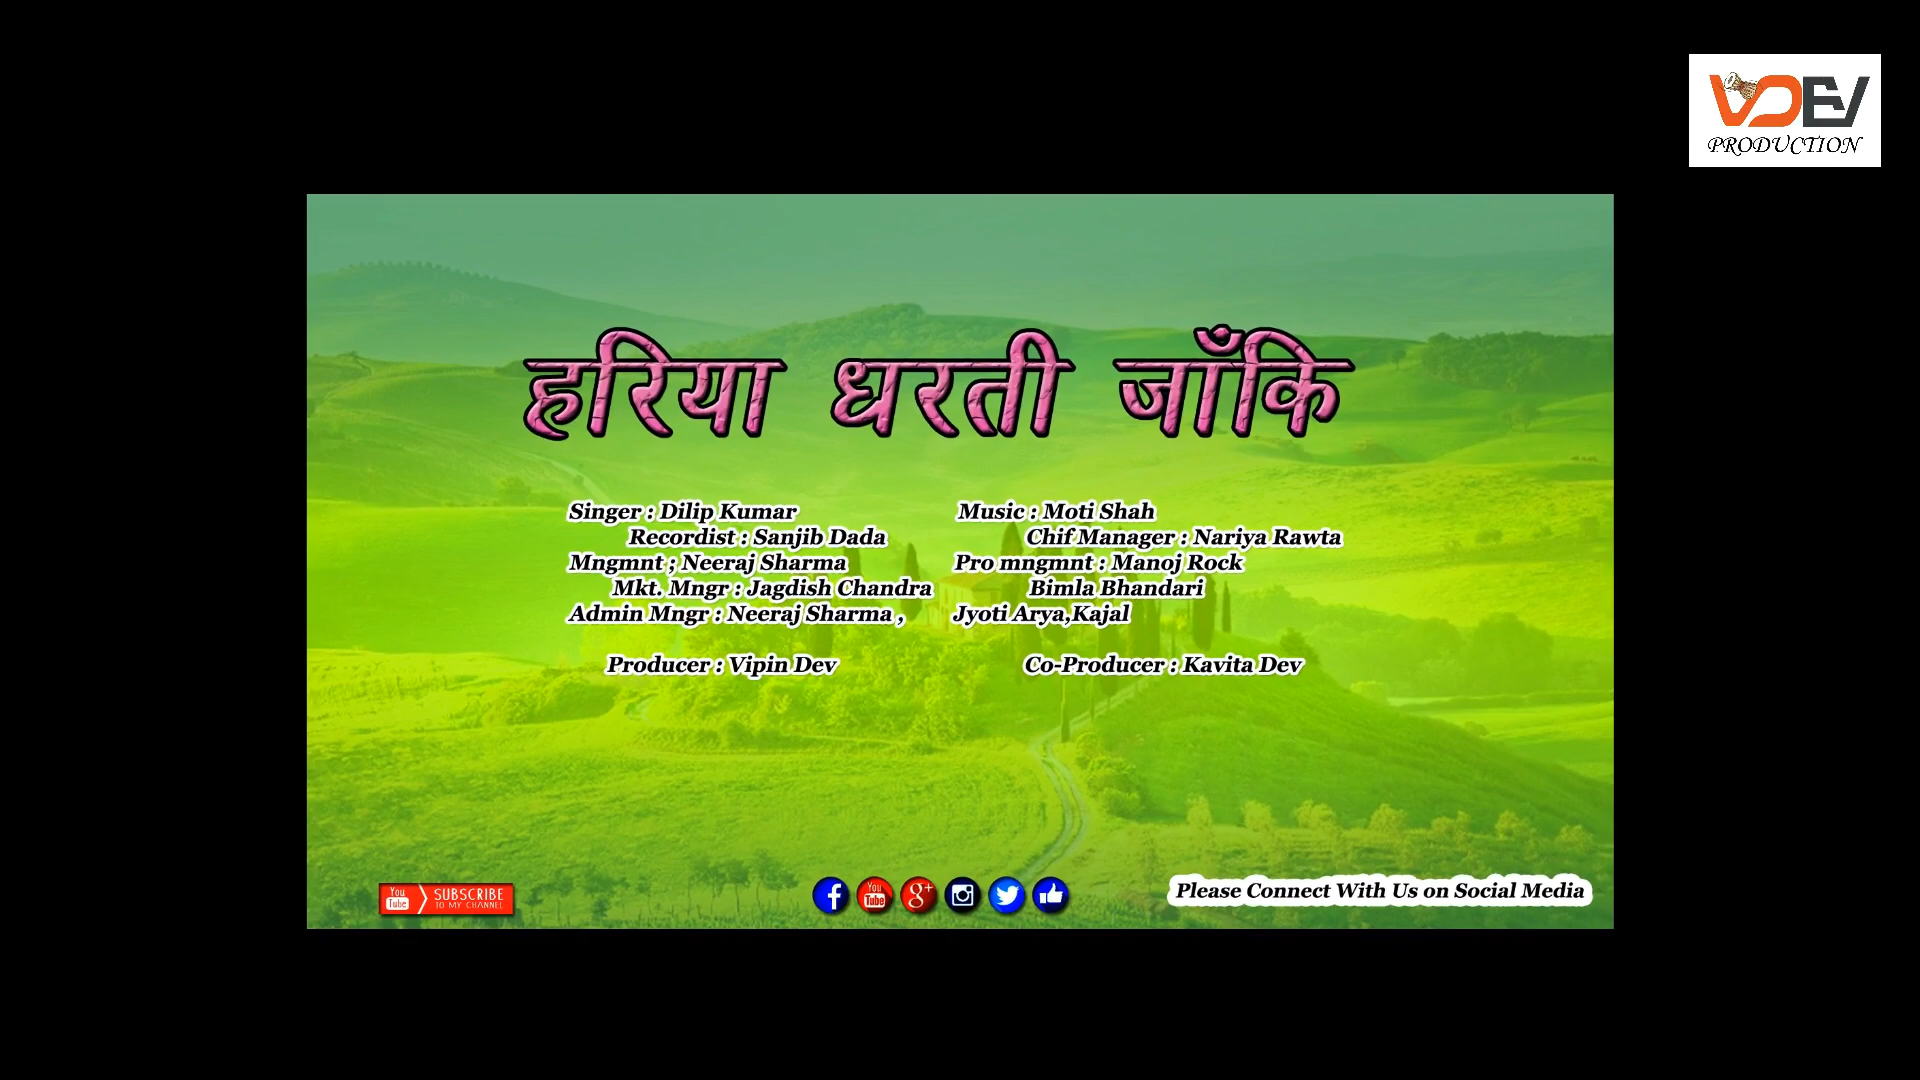 VDEV
PRODUCTION
हरिया धरती जाँकि
Singer : Dilip Kumar Music : Moti Shah
Recordist : Sanjib Dada Chif Manager : Nariya Rawta
Mngmnt ; Neeraj Sharma Pro mngmnt : Manoj Rock
Mkt. Mngr : Jagdish Chandra Bimla Bhandari
Admin Mngr : Neeraj Sharma , Jyoti Arya,Kajal
Producer : Vipin Dev Co-Producer : Kavita Dev
You Tube SUBSCRIBE
TO MY CHANNEL
You Tube
g+
Please Connect With Us on Social Media